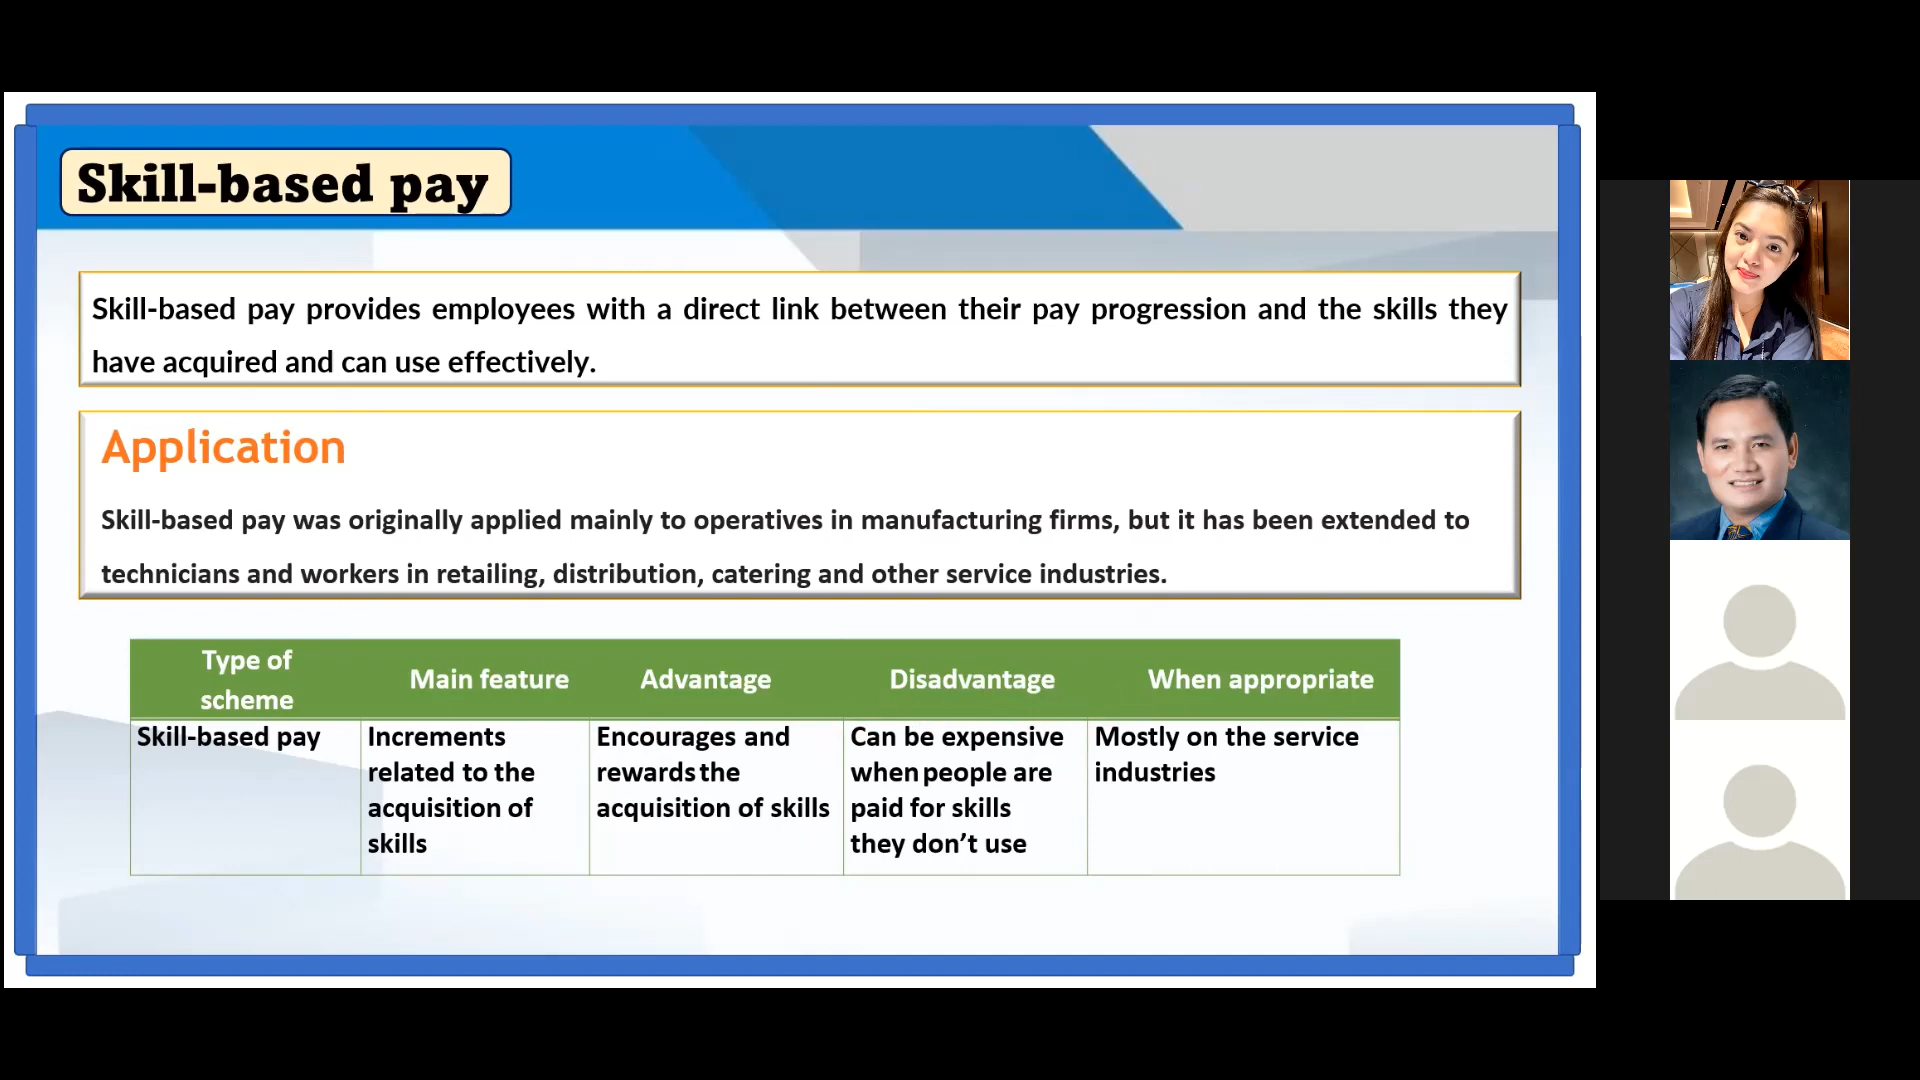 Skill-based pay
Skill-based pay provides employees with a direct link between their pay progression and the skills they
have acquired and can use effectively.
Application
Skill-based pay was originally applied mainly to operatives in manufacturing firms, but it has been extended to
technicians and workers in retailing, distribution, catering and other service industries.
Type of
scheme
Main feature
Advantage
Disadvantage
When appropriate
Skill-based pay
Increments
related to the
acquisition of
skills
Encourages and
rewards the
acquisition of skills
Can be expensive
when people are
paid for skills
they don’t use
Mostly on the service
industries